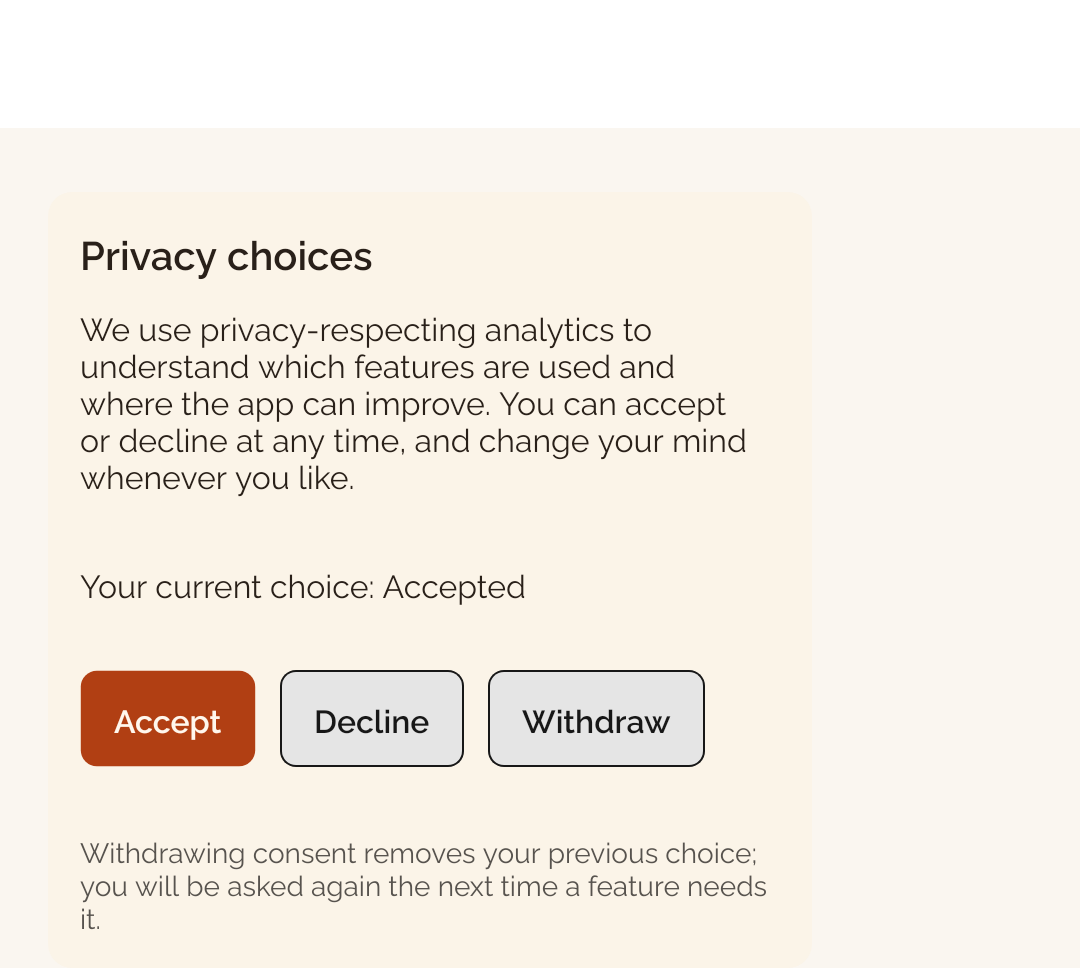 Privacy choices
We use privacy-respecting analytics to
understand which features are used and
where the app can improve. You can accept
or decline at any time, and change your mind
whenever you like.
Your current choice: Accepted
Accept
Decline
Withdraw
Withdrawing consent removes your previous choice;
you will be asked again the next time a feature needs
it.